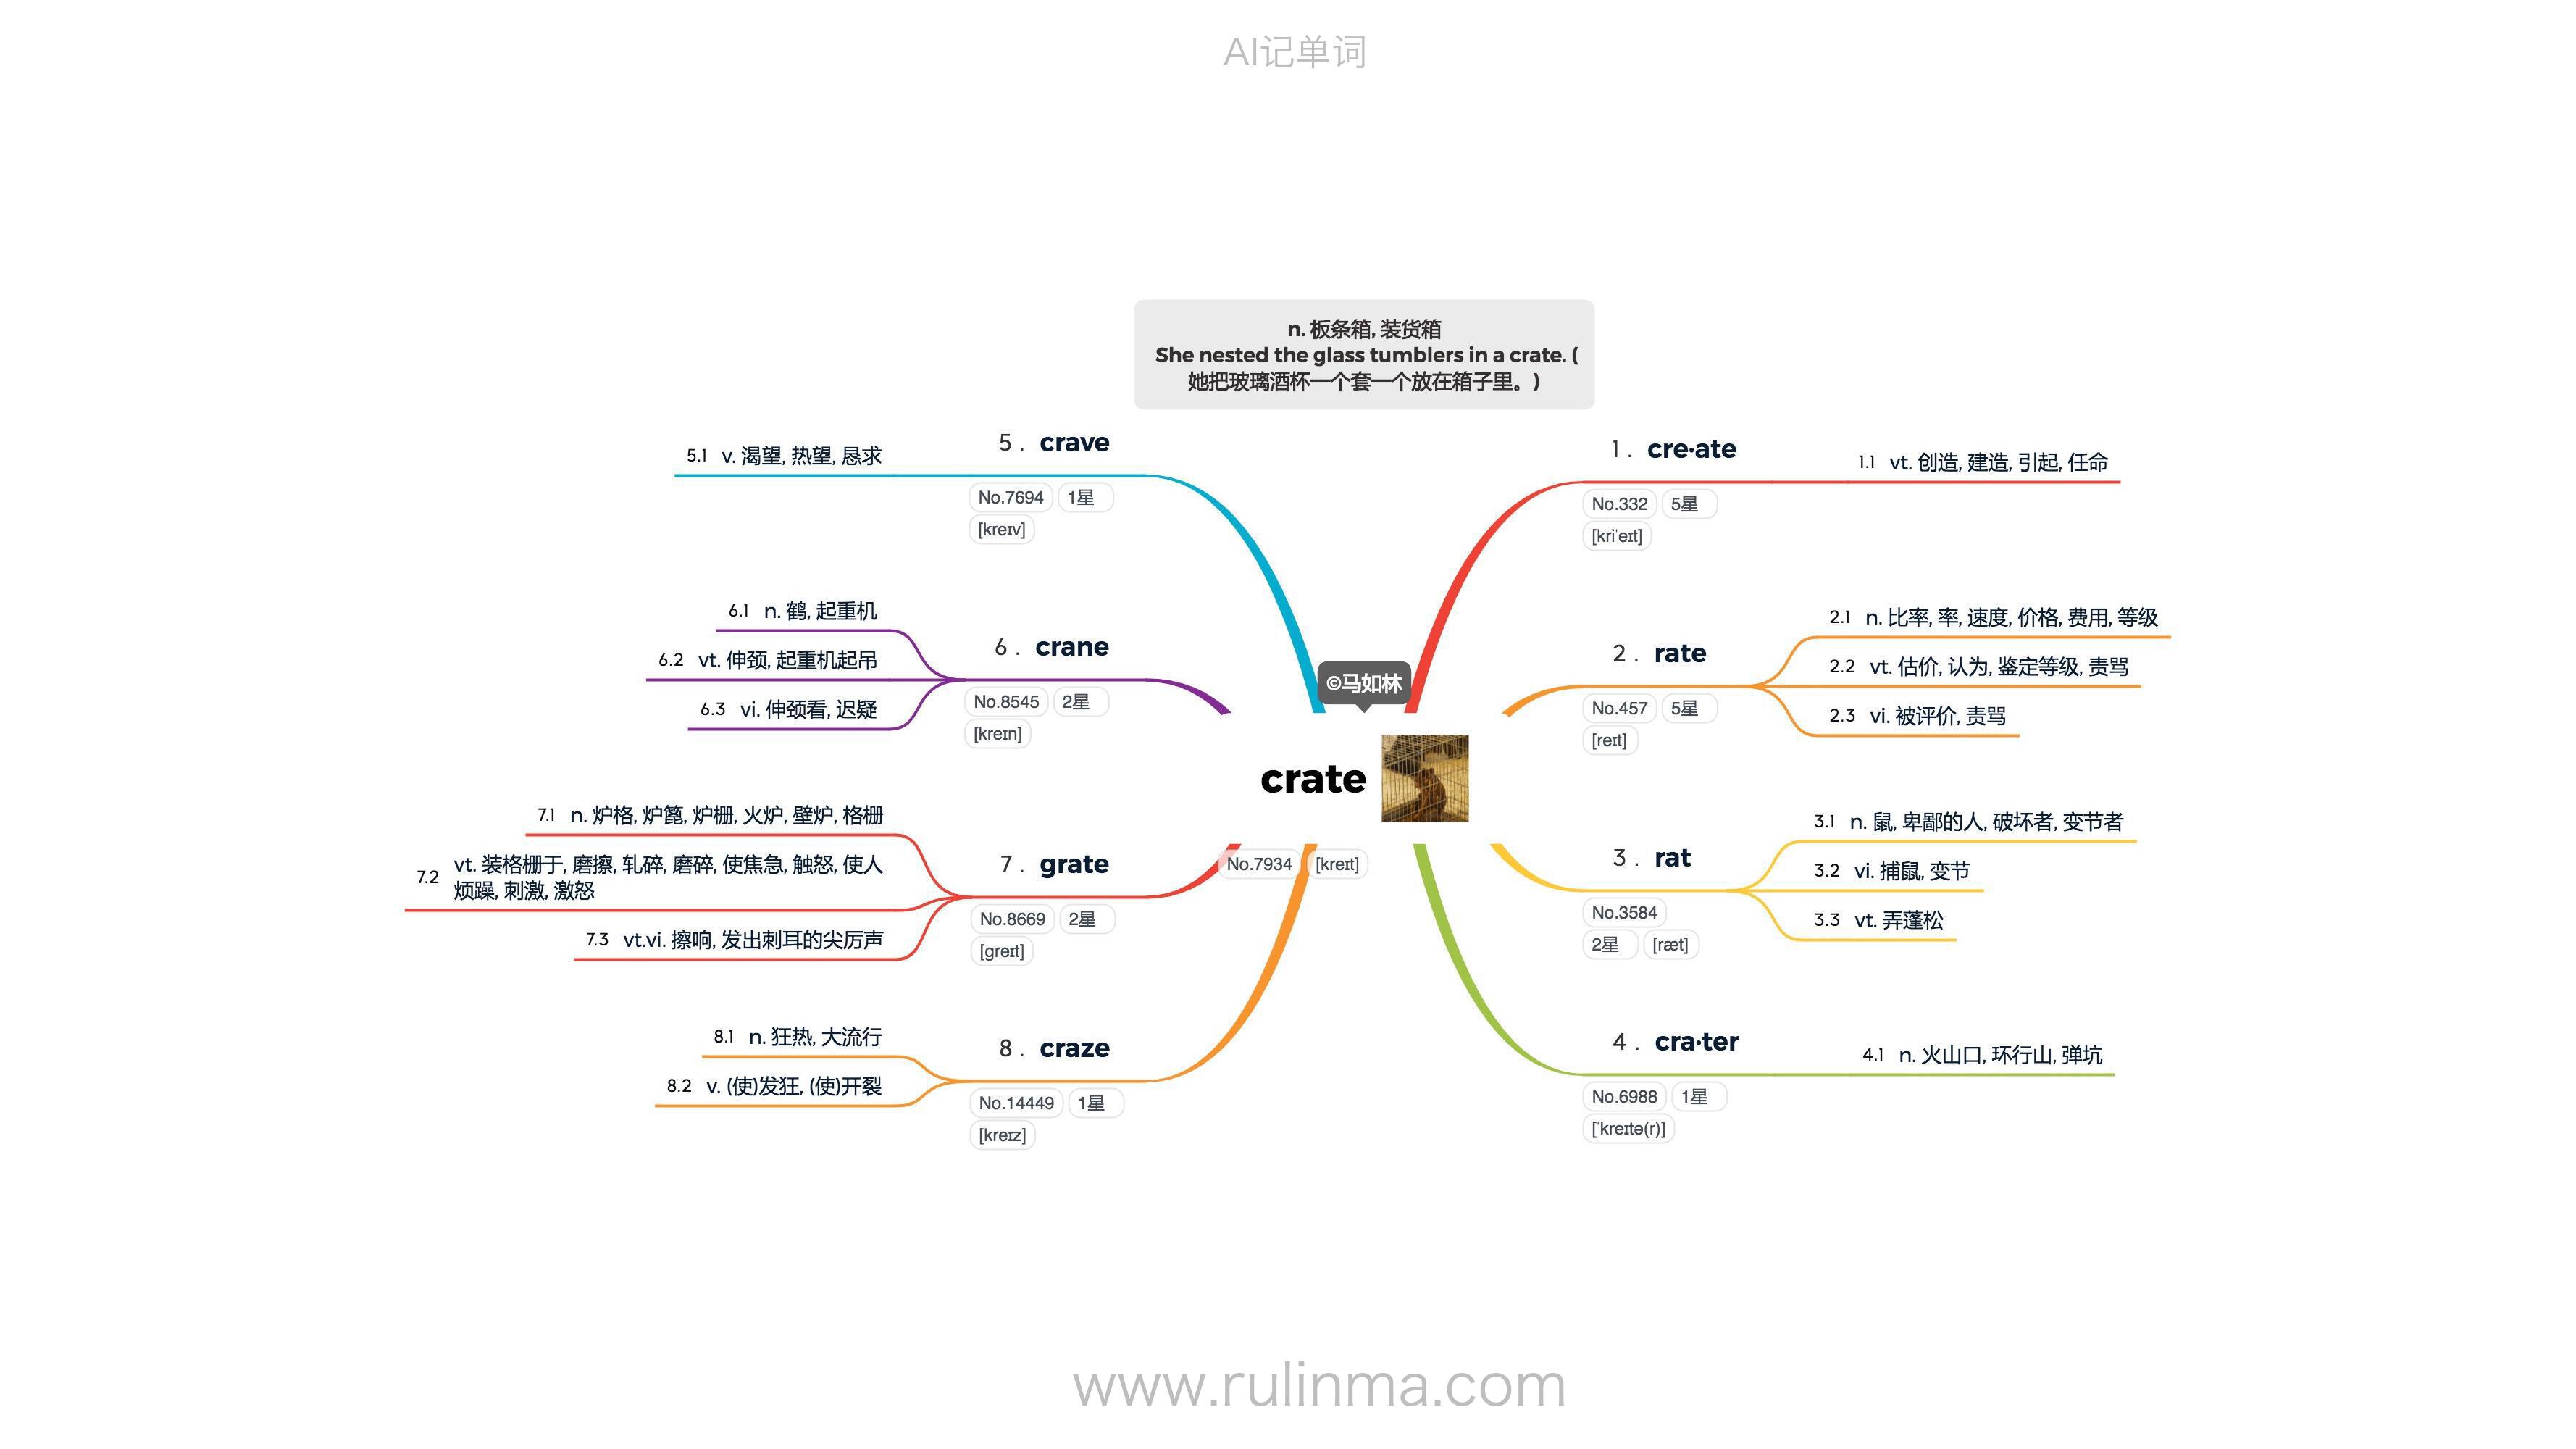 AI记单词
n. 板条箱, 装货箱
She nested the glass tumblers in a crate. (
她把玻璃酒杯一个套一个放在箱子里。)
©马如林
crate
No.7934 [kreɪt]
1. cre·ate
No.332 5星
[kriˈeɪt]
1.1 vt. 创造, 建造, 引起, 任命
2. rate
No.457 5星
[reɪt]
2.1 n. 比率, 率, 速度, 价格, 费用, 等级
2.2 vt. 估价, 认为, 鉴定等级, 责骂
2.3 vi. 被评价, 责骂
3. rat
No.3584
2星 [ræt]
3.1 n. 鼠, 卑鄙的人, 破坏者, 变节者
3.2 vi. 捕鼠, 变节
3.3 vt. 弄蓬松
4. cra·ter
No.6988 1星
[ˈkreɪtə(r)]
4.1 n. 火山口, 环行山, 弹坑
5. crave
No.7694 1星
[kreɪv]
5.1 v. 渴望, 热望, 恳求
6. crane
No.8545 2星
[kreɪn]
6.1 n. 鹤, 起重机
6.2 vt. 伸颈, 起重机起吊
6.3 vi. 伸颈看, 迟疑
7. grate
No.8669 2星
[greɪt]
7.1 n. 炉格, 炉篦, 炉栅, 火炉, 壁炉, 格栅
7.2 vt. 装格栅于, 磨擦, 轧碎, 磨碎, 使焦急, 触怒, 使人
烦躁, 刺激, 激怒
7.3 vt.vi. 擦响, 发出刺耳的尖厉声
8. craze
No.14449 1星
[kreɪz]
8.1 n. 狂热, 大流行
8.2 v. (使)发狂, (使)开裂
www.rulinma.com